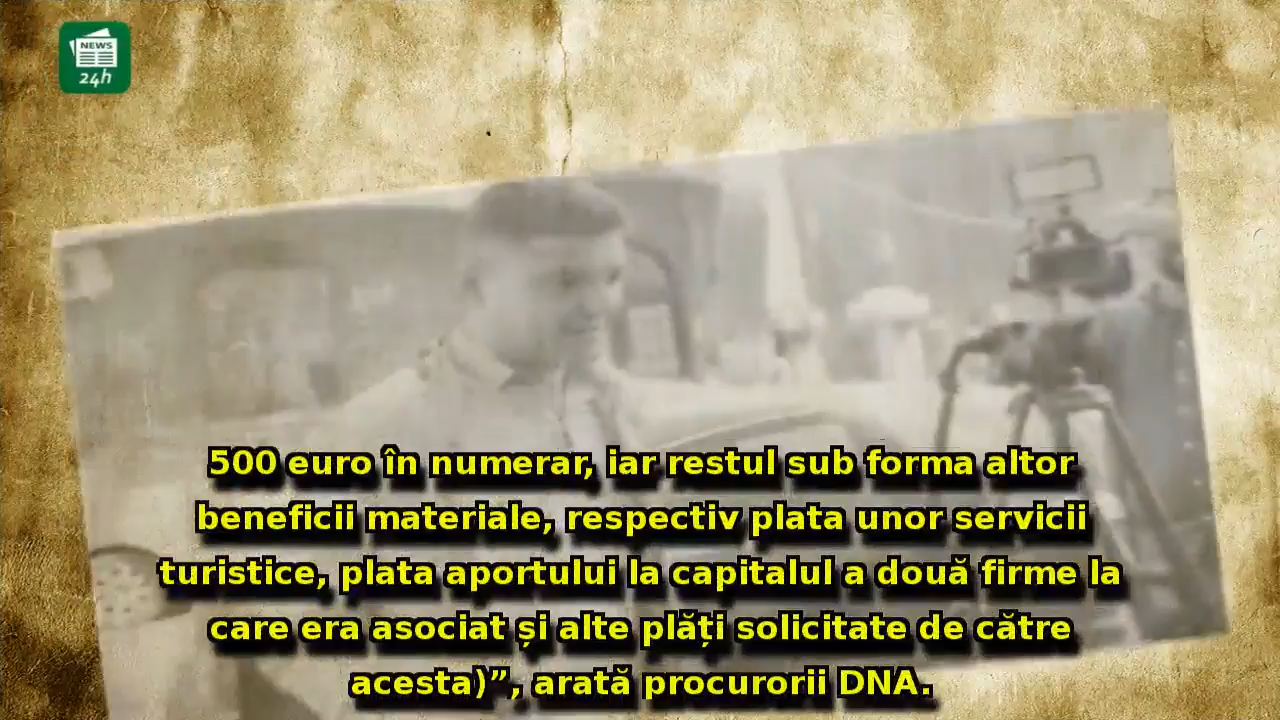 NEWS
24h
500 euro în numerar, iar restul sub forma altor
beneficii materiale, respectiv plata unor servicii
turistice, plata aportului la capitalul a două firme la
care era asociat și alte plăți solicitate de către
acesta)”, arată procurorii DNA.